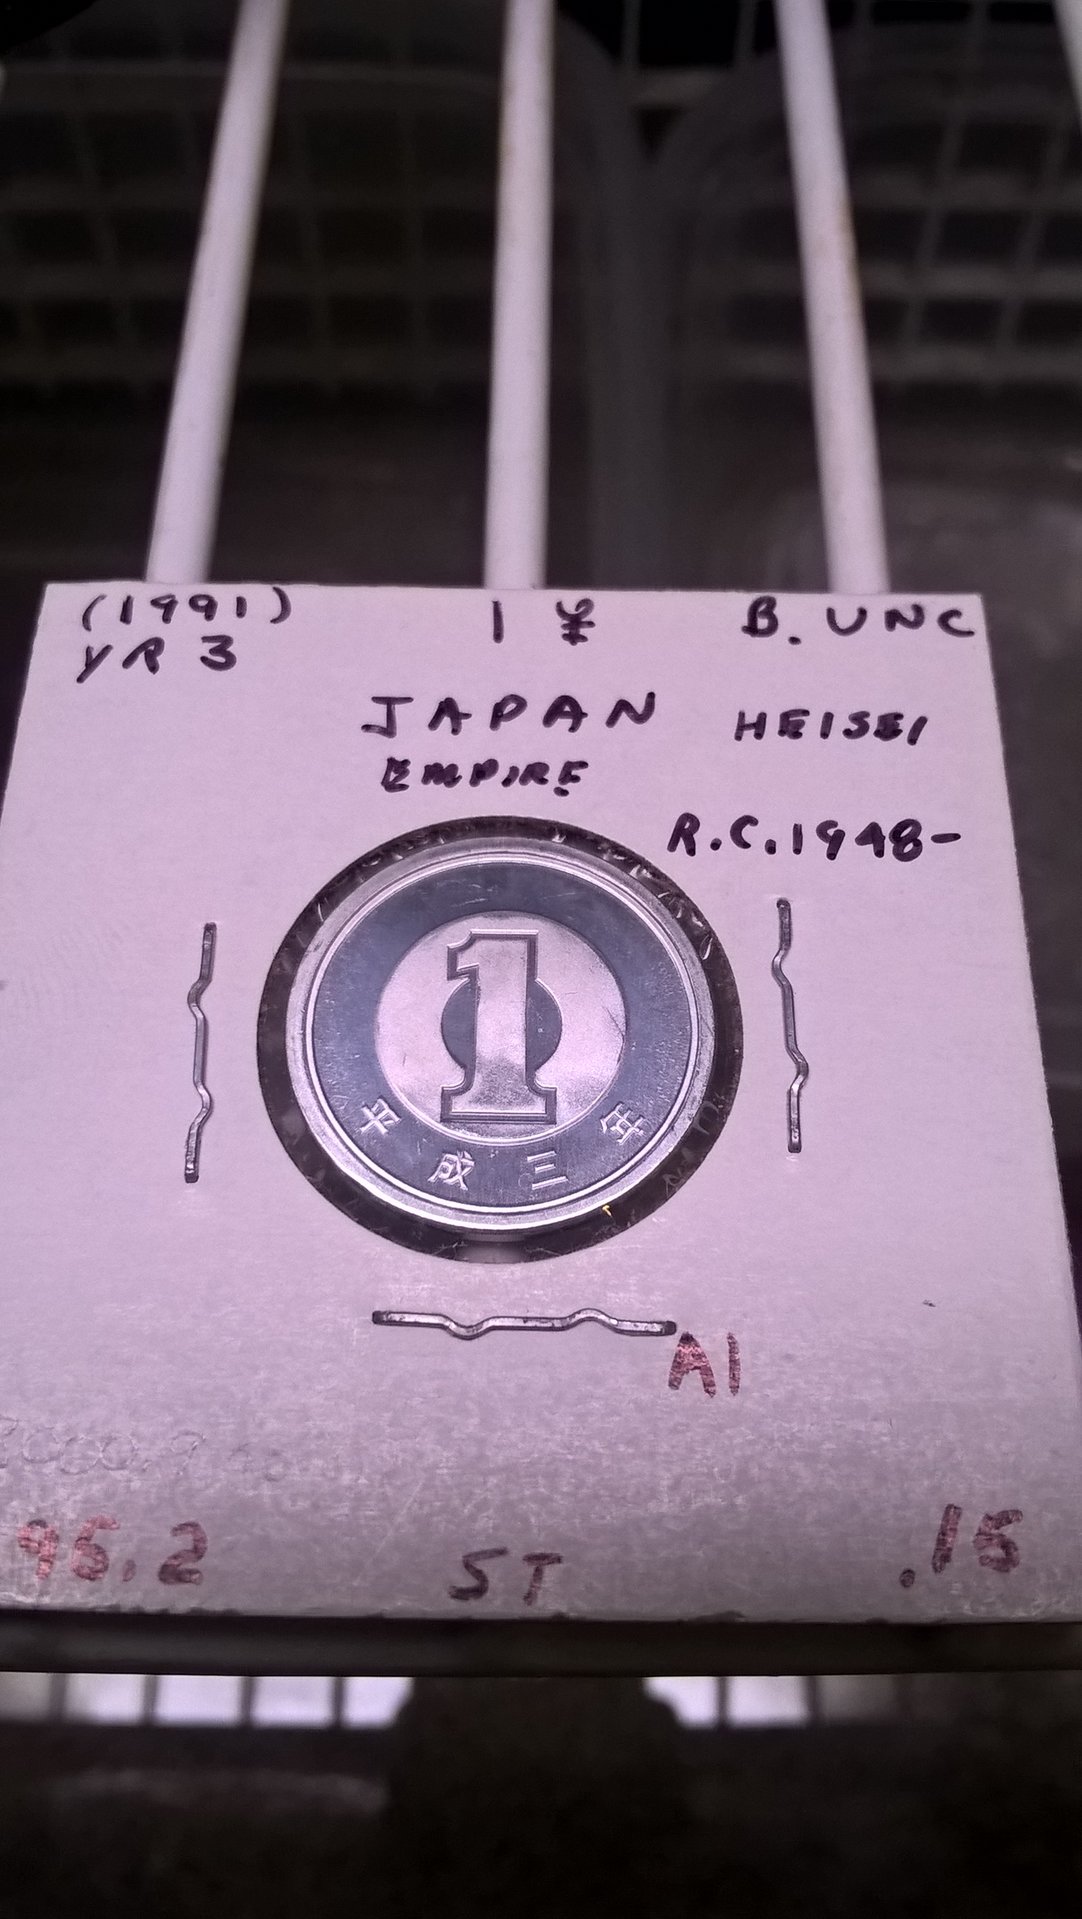 (1991) 1 ¥ B. UNC
YR 3
JAPAN HEISEI
EMPIRE
R.C.1948-
1
平成三年
Al
95.2 ST .15